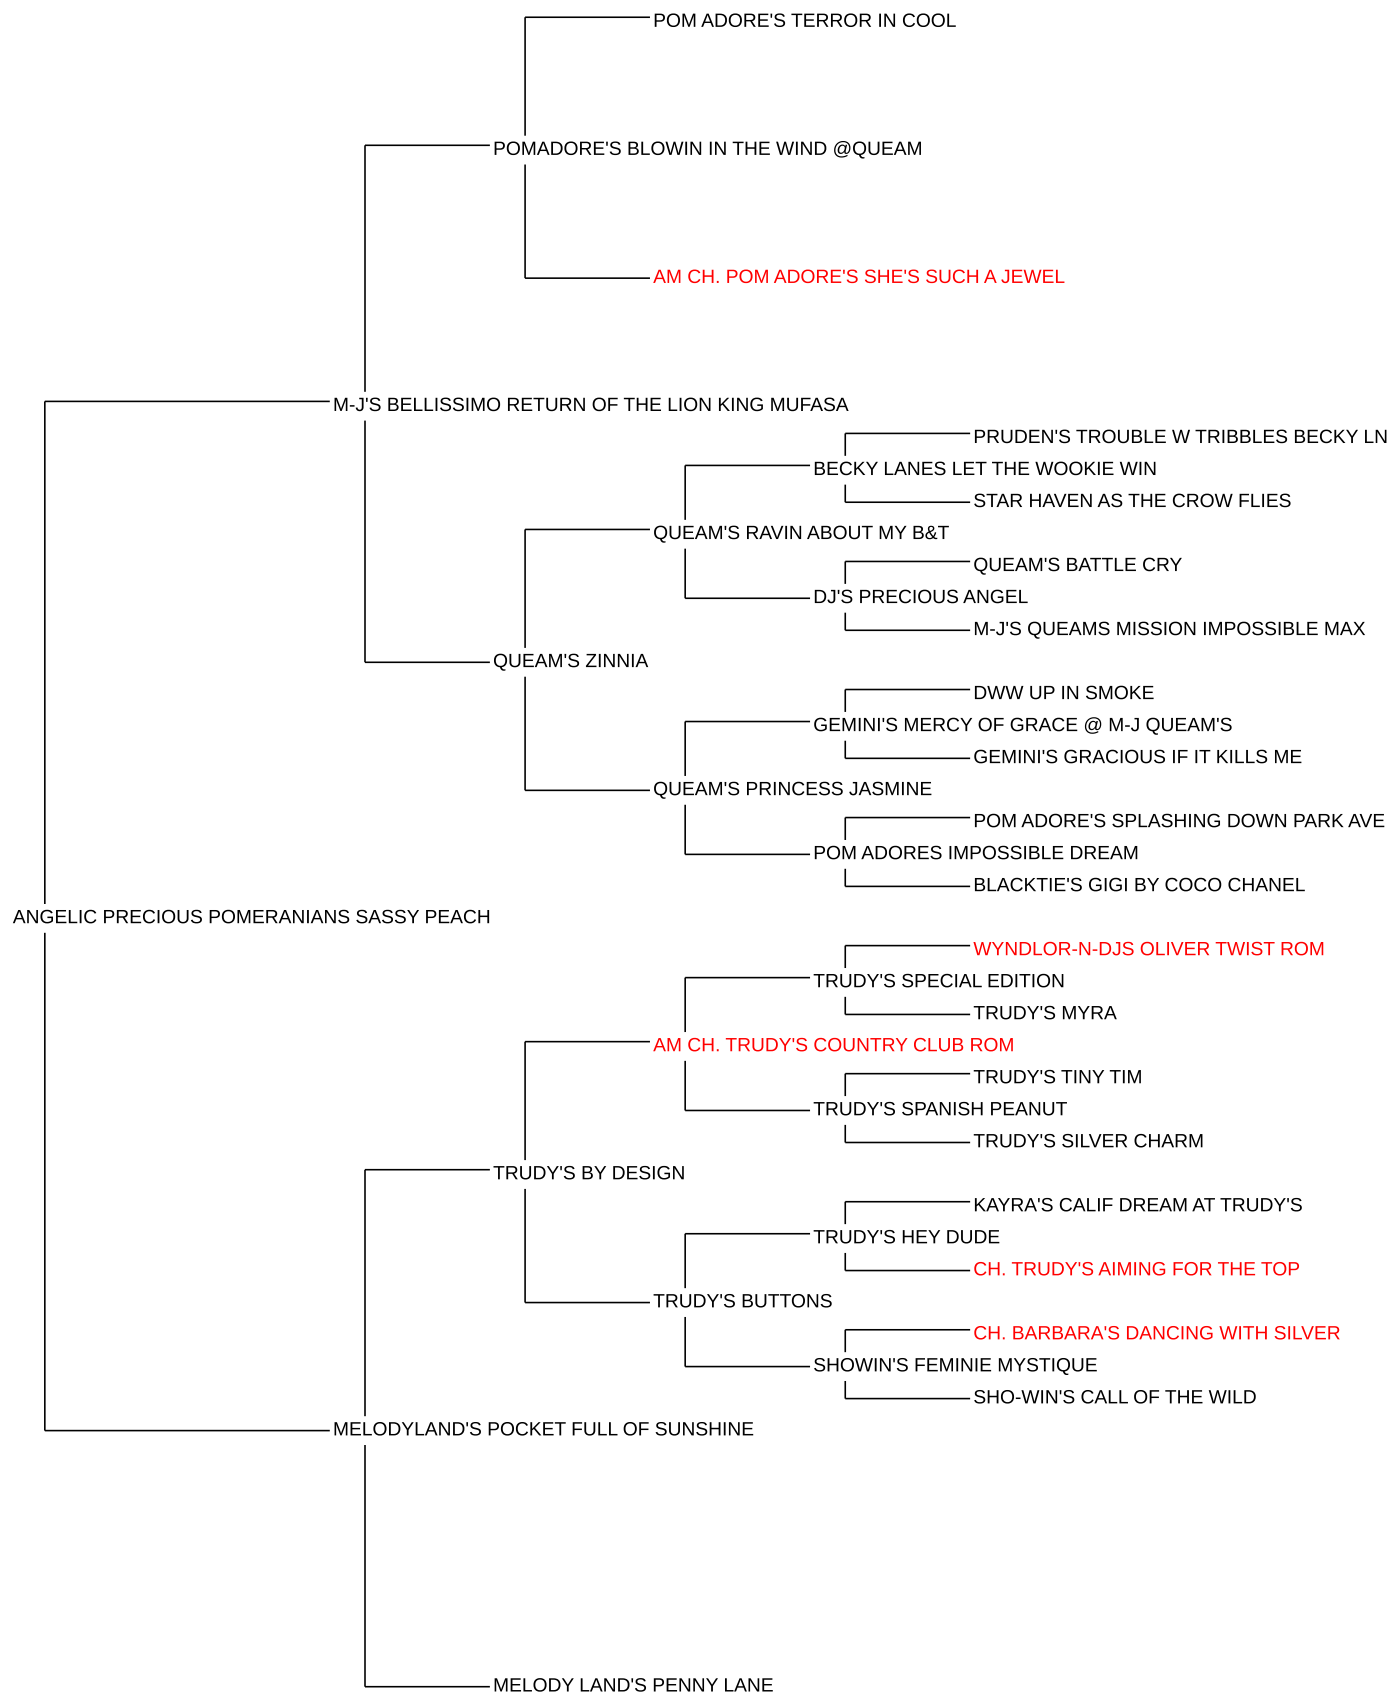 POM ADORE'S TERROR IN COOL
POMADORE'S BLOWIN IN THE WIND @QUEAM
AM CH. POM ADORE'S SHE'S SUCH A JEWEL
M-J'S BELLISSIMO RETURN OF THE LION KING MUFASA
PRUDEN'S TROUBLE W TRIBBLES BECKY LN
BECKY LANES LET THE WOOKIE WIN
STAR HAVEN AS THE CROW FLIES
QUEAM'S RAVIN ABOUT MY B&T
QUEAM'S BATTLE CRY
DJ'S PRECIOUS ANGEL
M-J'S QUEAMS MISSION IMPOSSIBLE MAX
QUEAM'S ZINNIA
DWW UP IN SMOKE
GEMINI'S MERCY OF GRACE @ M-J QUEAM'S
GEMINI'S GRACIOUS IF IT KILLS ME
QUEAM'S PRINCESS JASMINE
POM ADORE'S SPLASHING DOWN PARK AVE
POM ADORES IMPOSSIBLE DREAM
BLACKTIE'S GIGI BY COCO CHANEL
ANGELIC PRECIOUS POMERANIANS SASSY PEACH
WYNDLOR-N-DJS OLIVER TWIST ROM
TRUDY'S SPECIAL EDITION
TRUDY'S MYRA
AM CH. TRUDY'S COUNTRY CLUB ROM
TRUDY'S TINY TIM
TRUDY'S SPANISH PEANUT
TRUDY'S SILVER CHARM
TRUDY'S BY DESIGN
KAYRA'S CALIF DREAM AT TRUDY'S
TRUDY'S HEY DUDE
CH. TRUDY'S AIMING FOR THE TOP
TRUDY'S BUTTONS
CH. BARBARA'S DANCING WITH SILVER
SHOWIN'S FEMINIE MYSTIQUE
SHO-WIN'S CALL OF THE WILD
MELODYLAND'S POCKET FULL OF SUNSHINE
MELODY LAND'S PENNY LANE